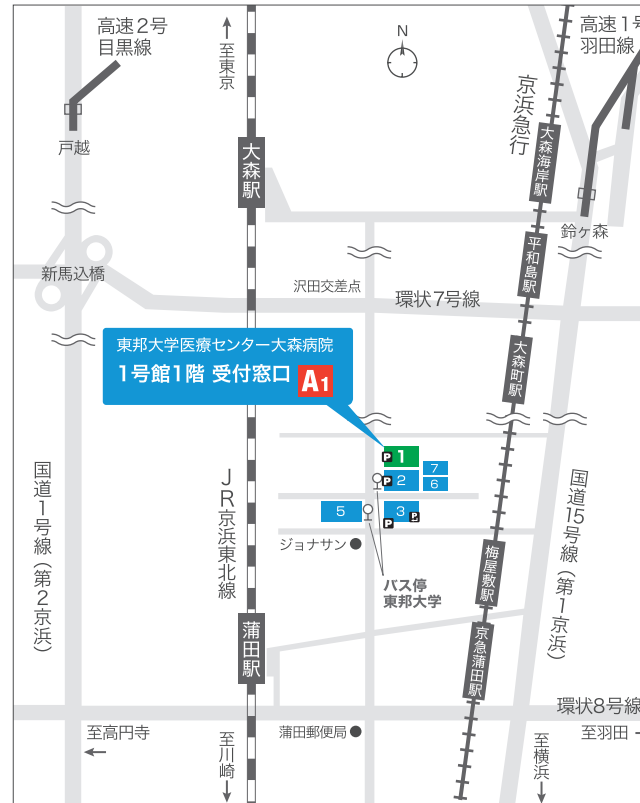 高速2号
目黒線
至東京
N
高速1号
羽田線
京浜急行
戸越
大森駅
大森海岸駅
鈴ヶ森
平和島駅
新馬込橋
沢田交差点
環状7号線
東邦大学医療センター大森病院
1号館1階 受付窓口 A1
大森町駅
P 1
7
P 2
6
5
3 P
P
国道1号線(第2京浜)
JR京浜東北線
国道15号線(第1京浜)
ジョナサン
バス停
東邦大学
梅屋敷駅
蒲田駅
京急蒲田駅
環状8号線
至高円寺
至川崎
蒲田郵便局
至横浜
至羽田